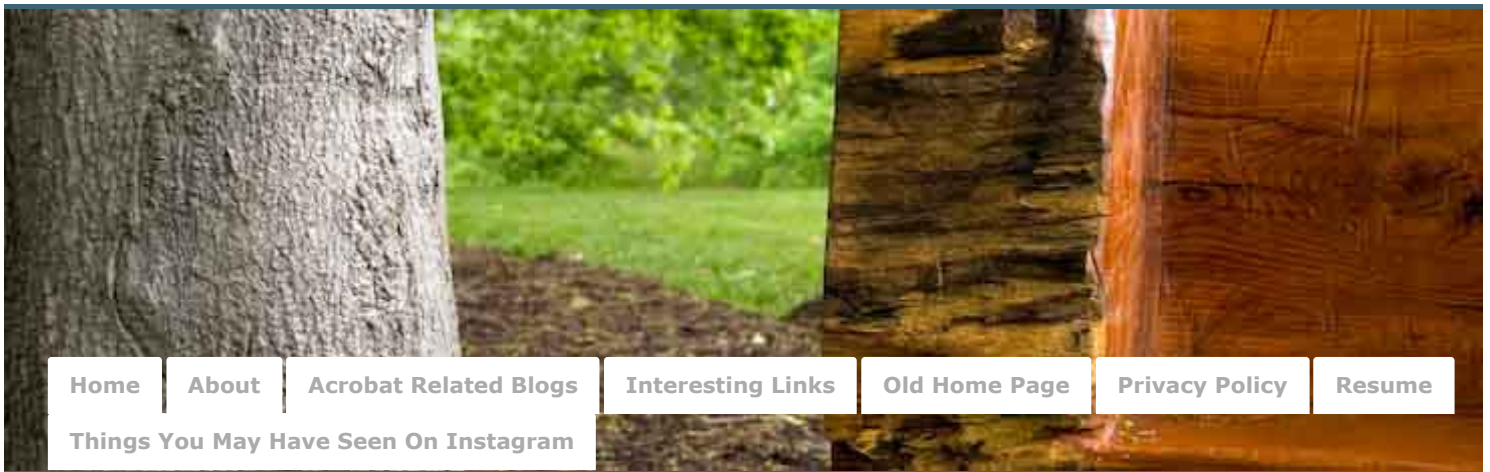 Home About Acrobat Related Blogs Interesting Links Old Home Page Privacy Policy Resume
Things You May Have Seen On Instagram